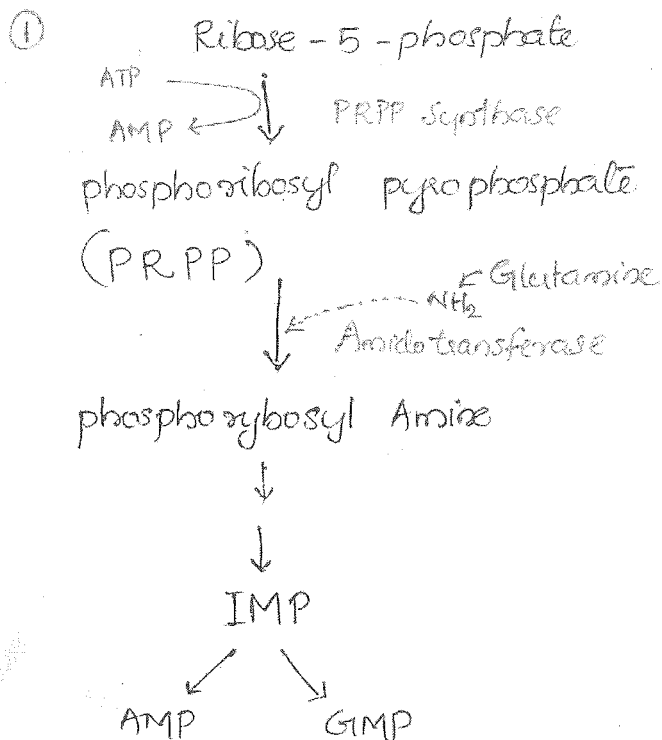 ①
Ribose-5-phosphate
ATP
AMP
PRPP synthase
phosphoribosyl pyrophosphate
(PRPP)
NH₂ Glutamine
Amidotransferase
phosphorybosyl Amine
IMP
AMP GMP